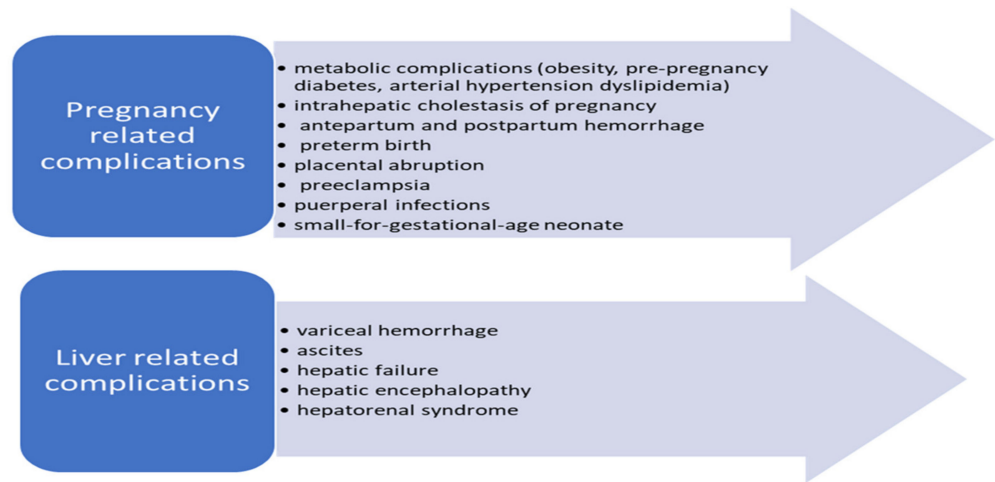 Pregnancy
related
complications
• metabolic complications (obesity, pre-pregnancy
diabetes, arterial hypertension dyslipidemia)
• intrahepatic cholestasis of pregnancy
• antepartum and postpartum hemorrhage
• preterm birth
• placental abruption
• preeclampsia
• puerperal infections
• small-for-gestational-age neonate
Liver related
complications
• variceal hemorrhage
• ascites
• hepatic failure
• hepatic encephalopathy
• hepatorenal syndrome